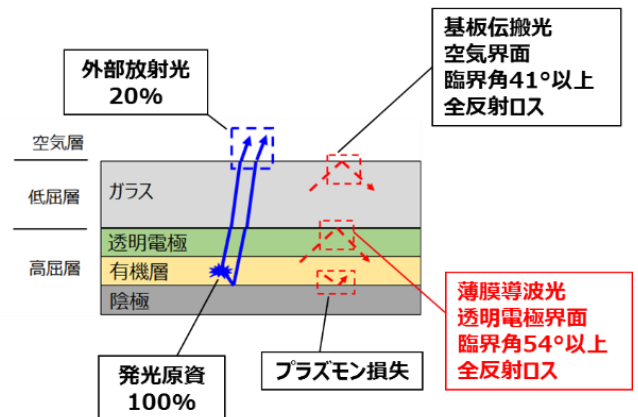 外部放射光
20%
基板伝搬光
空気界面
臨界角41°以上
全反射ロス
空気層
低屈層
高屈層
ガラス
透明電極
有機層
陰極
発光原資
100%
プラズモン損失
薄膜導波光
透明電極界面
臨界角54°以上
全反射ロス